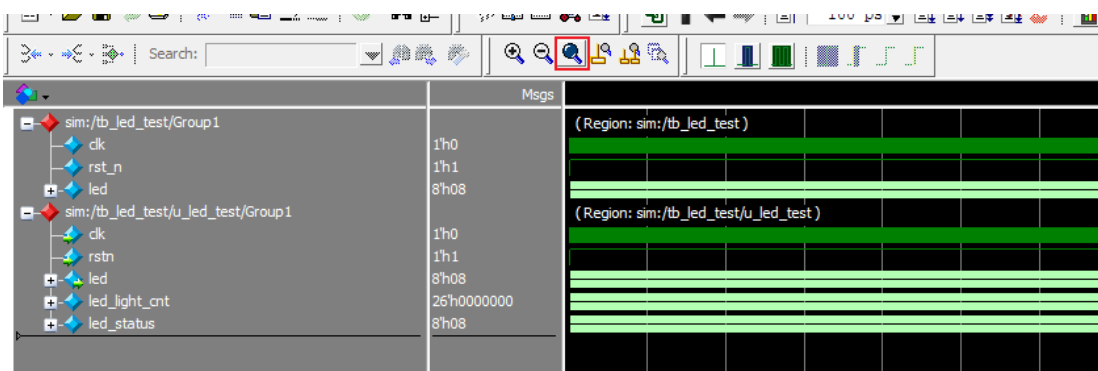 100 ps
Search:
Msgs
sim:/tb_led_test/Group1
(Region: sim:/tb_led_test)
clk 1'h0
rst_n 1'h1
led 8'h08
sim:/tb_led_test/u_led_test/Group1
(Region: sim:/tb_led_test/u_led_test)
clk 1'h0
rstn 1'h1
led 8'h08
led_light_cnt 26'h0000000
led_status 8'h08